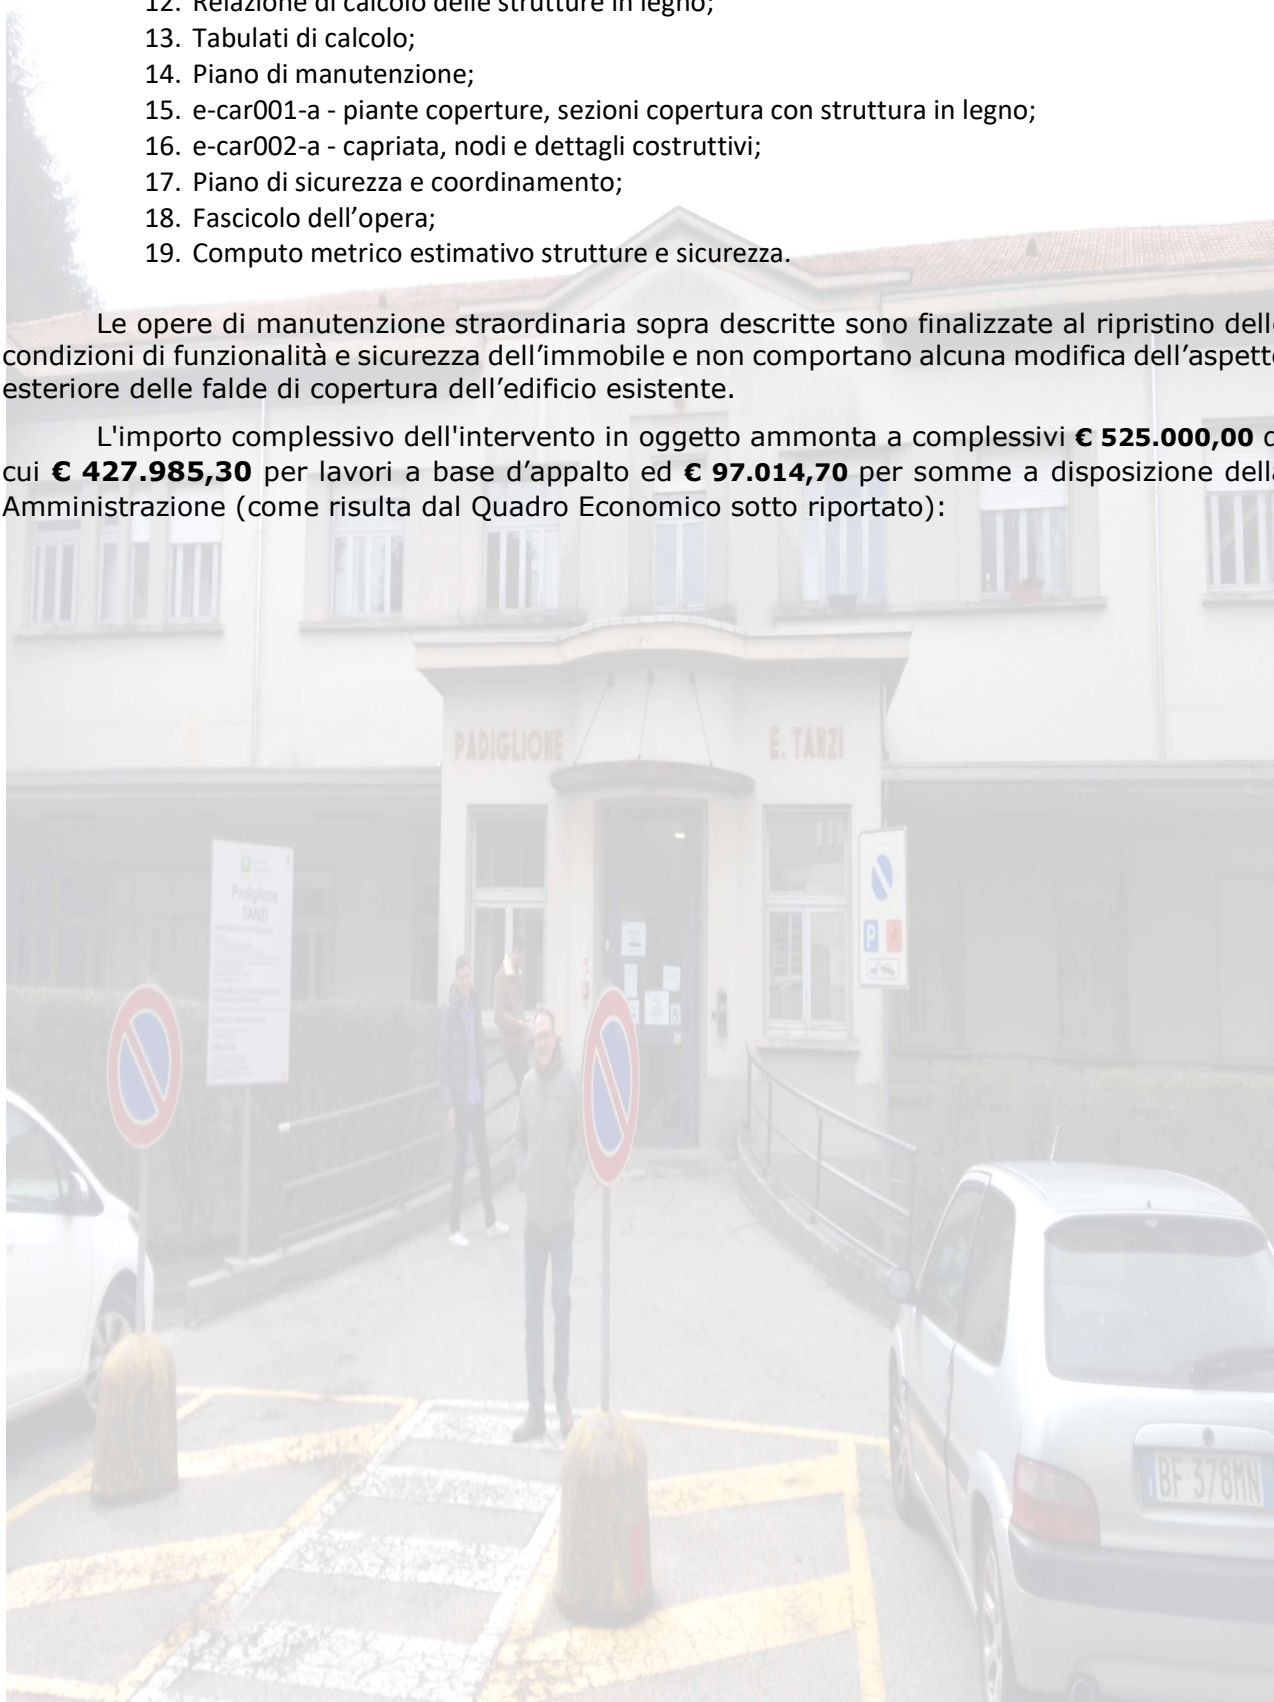 12. Relazione di calcolo delle strutture in legno;
13. Tabulati di calcolo;
14. Piano di manutenzione;
15. e-car001-a - piante coperture, sezioni copertura con struttura in legno;
16. e-car002-a - capriata, nodi e dettagli costruttivi;
17. Piano di sicurezza e coordinamento;
18. Fascicolo dell’opera;
19. Computo metrico estimativo strutture e sicurezza.
Le opere di manutenzione straordinaria sopra descritte sono finalizzate al ripristino delle
condizioni di funzionalità e sicurezza dell’immobile e non comportano alcuna modifica dell’aspetto
esteriore delle falde di copertura dell’edificio esistente.
L'importo complessivo dell'intervento in oggetto ammonta a complessivi € 525.000,00 d
cui € 427.985,30 per lavori a base d’appalto ed € 97.014,70 per somme a disposizione della
Amministrazione (come risulta dal Quadro Economico sotto riportato):
PADIGLIONE E. TANZI
Padiglione
TANZI
P
BF 378MN